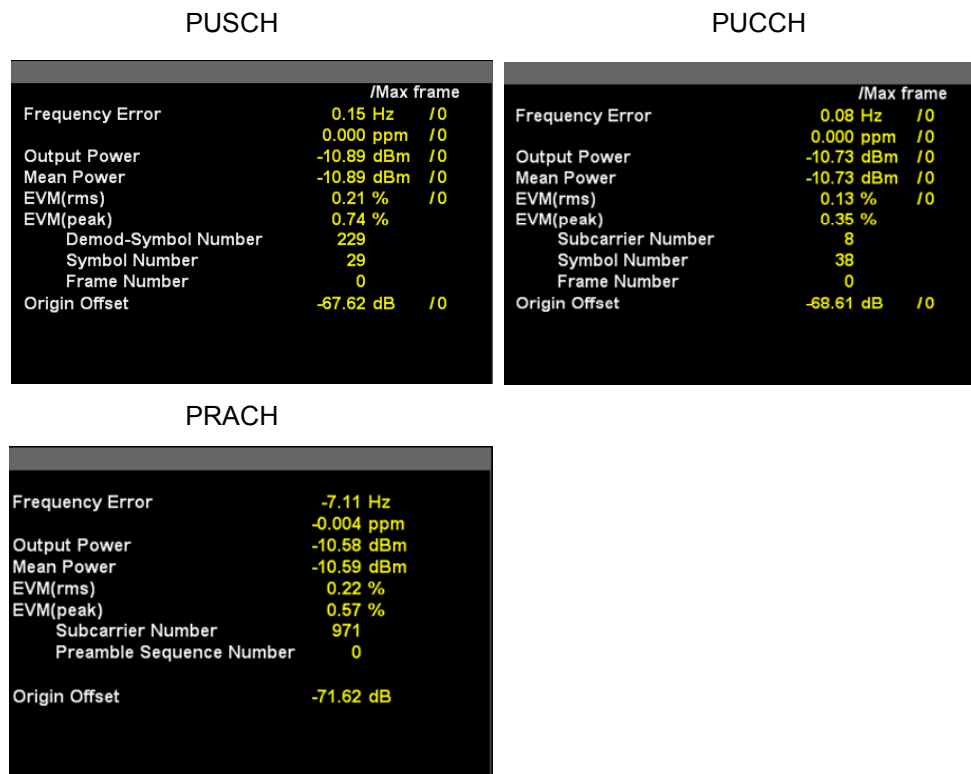 PUSCH
/Max frame
Frequency Error 0.15 Hz / 0
0.000 ppm / 0
Output Power -10.89 dBm / 0
Mean Power -10.89 dBm / 0
EVM(rms) 0.21 % / 0
EVM(peak) 0.74 %
Demod-Symbol Number 229
Symbol Number 29
Frame Number 0
Origin Offset -67.62 dB / 0
PUCCH
/Max frame
Frequency Error 0.08 Hz / 0
0.000 ppm / 0
Output Power -10.73 dBm / 0
Mean Power -10.73 dBm / 0
EVM(rms) 0.13 % / 0
EVM(peak) 0.35 %
Subcarrier Number 8
Symbol Number 38
Frame Number 0
Origin Offset -68.61 dB / 0
PRACH
Frequency Error -7.11 Hz
-0.004 ppm
Output Power -10.58 dBm
Mean Power -10.59 dBm
EVM(rms) 0.22 %
EVM(peak) 0.57 %
Subcarrier Number 971
Preamble Sequence Number 0
Origin Offset -71.62 dB